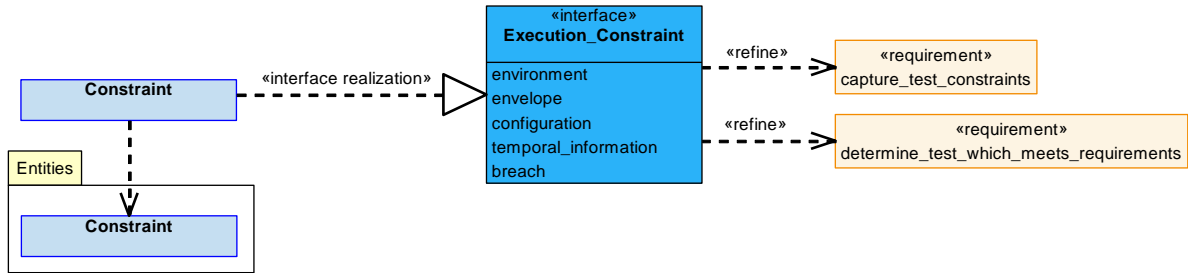 «interface»
Execution_Constraint
environment
envelope
configuration
temporal_information
breach
«interface realization»
Constraint
Entities
Constraint
«refine»
«requirement»
capture_test_constraints
«refine»
«requirement»
determine_test_which_meets_requirements